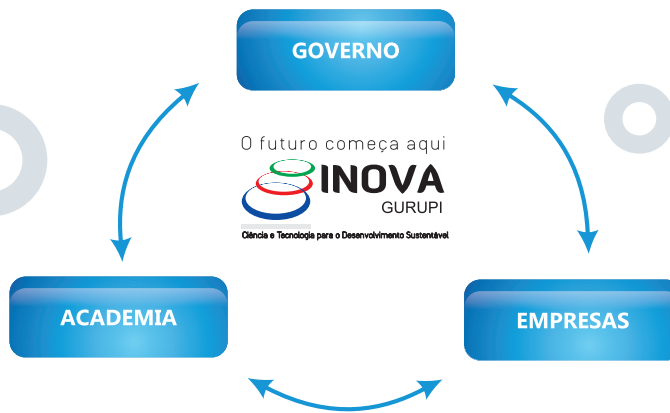 GOVERNO
O futuro começa aqui
INOVA
GURUPI
Ciência e Tecnologia para o Desenvolvimento Sustentável
ACADEMIA
EMPRESAS